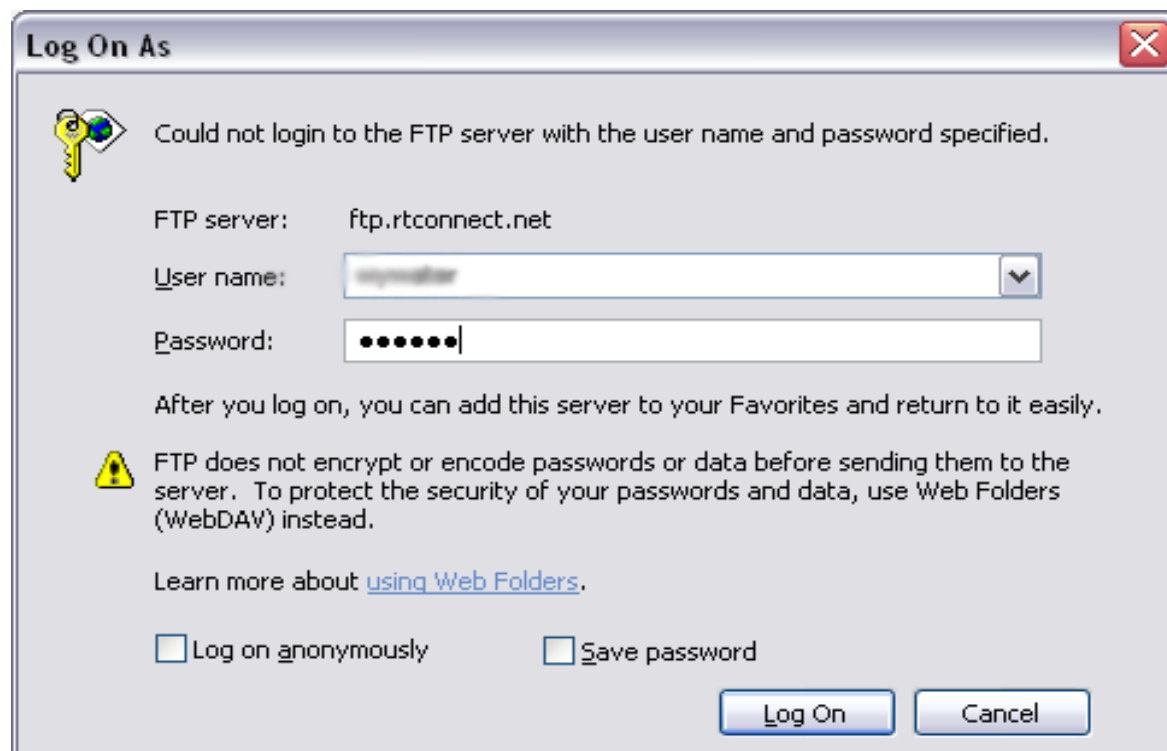 Log On As
Could not login to the FTP server with the user name and password specified.
FTP server: ftp.rtconnect.net
User name:
Password: ●●●●●●
After you log on, you can add this server to your Favorites and return to it easily.
FTP does not encrypt or encode passwords or data before sending them to the
server. To protect the security of your passwords and data, use Web Folders
(WebDAV) instead.
Learn more about using Web Folders.
Log on anonymously Save password
Log On Cancel